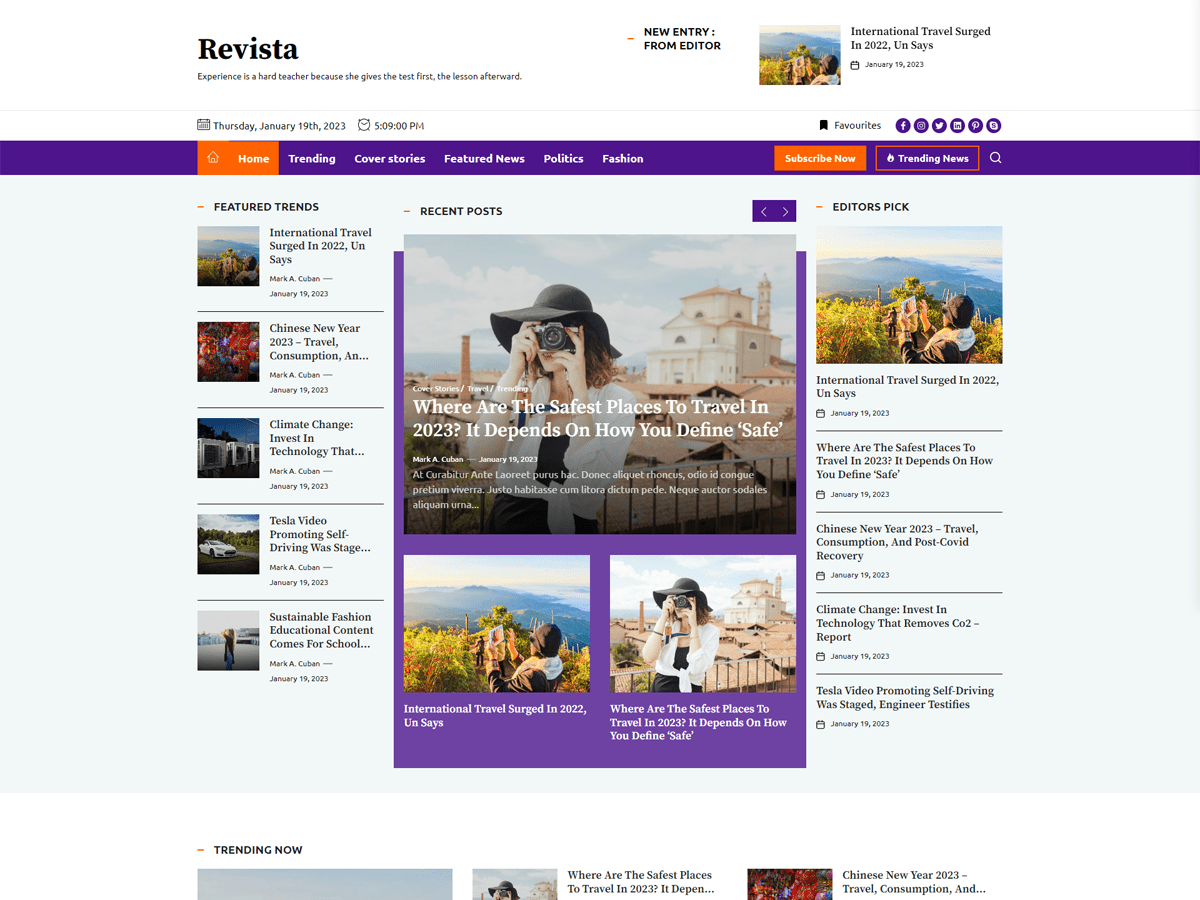 Revista
Experience is a hard teacher because she gives the test first, the lesson afterward.
NEW ENTRY :
FROM EDITOR
International Travel Surged
In 2022, Un Says
January 19, 2023
Thursday, January 19th, 2023
5:09:00 PM
Favourites
Home
Trending
Cover stories
Featured News
Politics
Fashion
Subscribe Now
Trending News
FEATURED TRENDS
International Travel
Surged In 2022, Un
Says
Mark A. Cuban —
January 19, 2023
Chinese New Year
2023 – Travel,
Consumption, An...
Mark A. Cuban —
January 19, 2023
Climate Change:
Invest In
Technology That...
Mark A. Cuban —
January 19, 2023
Tesla Video
Promoting Self-
Driving Was Stage...
Mark A. Cuban —
January 19, 2023
Sustainable Fashion
Educational Content
Comes For School...
Mark A. Cuban —
January 19, 2023
RECENT POSTS
Cover Stories / Travel / Trending
Where Are The Safest Places To Travel In
2023? It Depends On How You Define ‘Safe’
Mark A. Cuban — January 19, 2023
At Curabitur Ante Laoreet purus hac. Donec aliquet rhoncus, odio id congue
pretium viverra. Justo habitasse cum litora dictum pede. Neque auctor sodales
aliquam urna...
International Travel Surged In 2022,
Un Says
Where Are The Safest Places To
Travel In 2023? It Depends On How
You Define ‘Safe’
EDITORS PICK
International Travel Surged In 2022,
Un Says
January 19, 2023
Where Are The Safest Places To
Travel In 2023? It Depends On How
You Define ‘Safe’
January 19, 2023
Chinese New Year 2023 – Travel,
Consumption, And Post-Covid
Recovery
January 19, 2023
Climate Change: Invest In
Technology That Removes Co2 –
Report
January 19, 2023
Tesla Video Promoting Self-Driving
Was Staged, Engineer Testifies
January 19, 2023
TRENDING NOW
Where Are The Safest Places
To Travel In 2023? It Depen...
Chinese New Year 2023 –
Travel, Consumption, And...